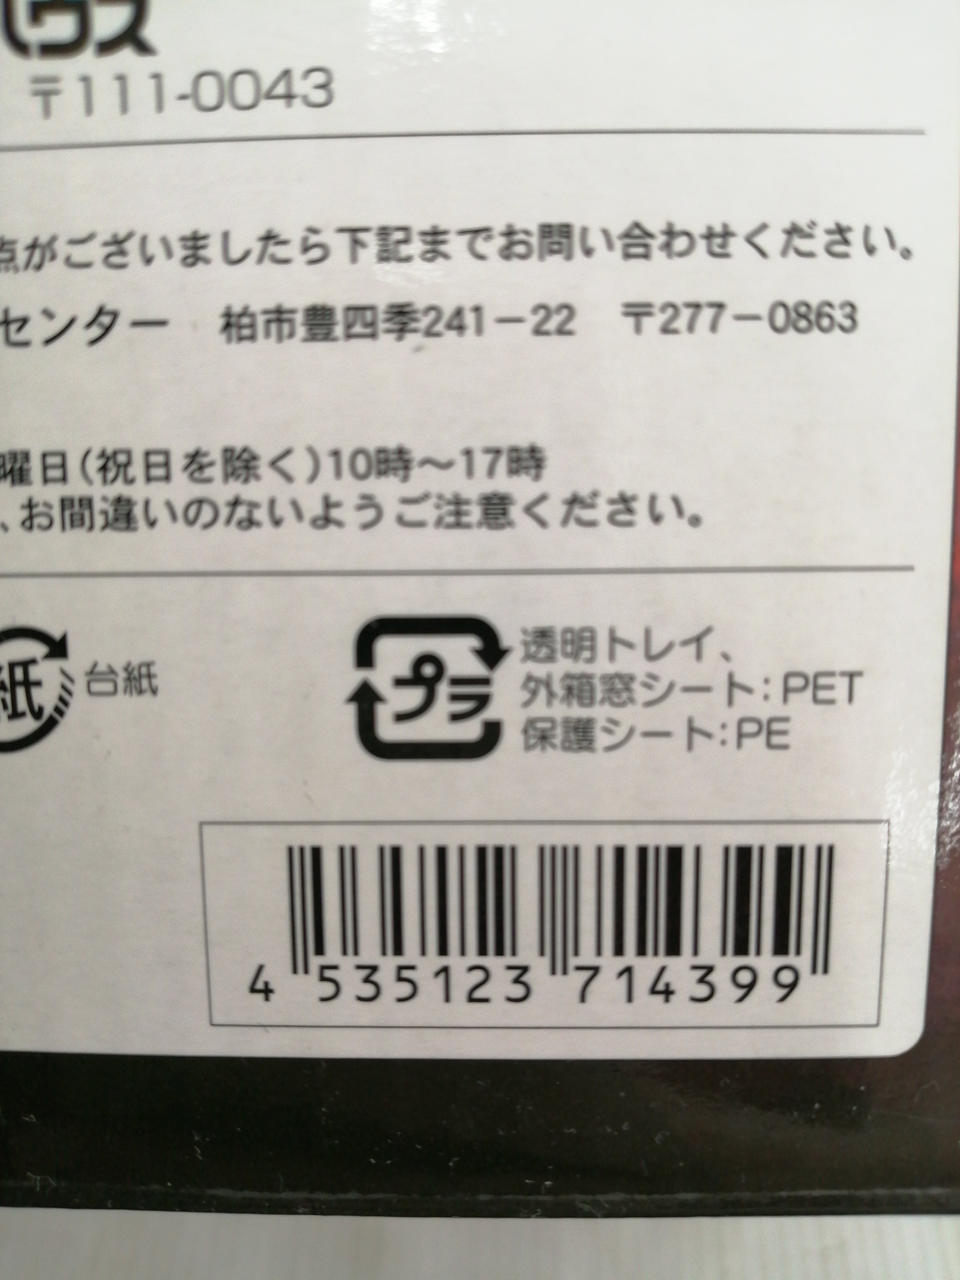 ハウス
〒111-0043
点がございましたら下記までお問い合わせください。
センター　柏市豊四季241−22　〒277−0863
曜日(祝日を除く)10時〜17時
、お間違いのないようご注意ください。
紙 台紙
プラ 透明トレイ、
外箱窓シート:PET
保護シート:PE
4 535123 714399